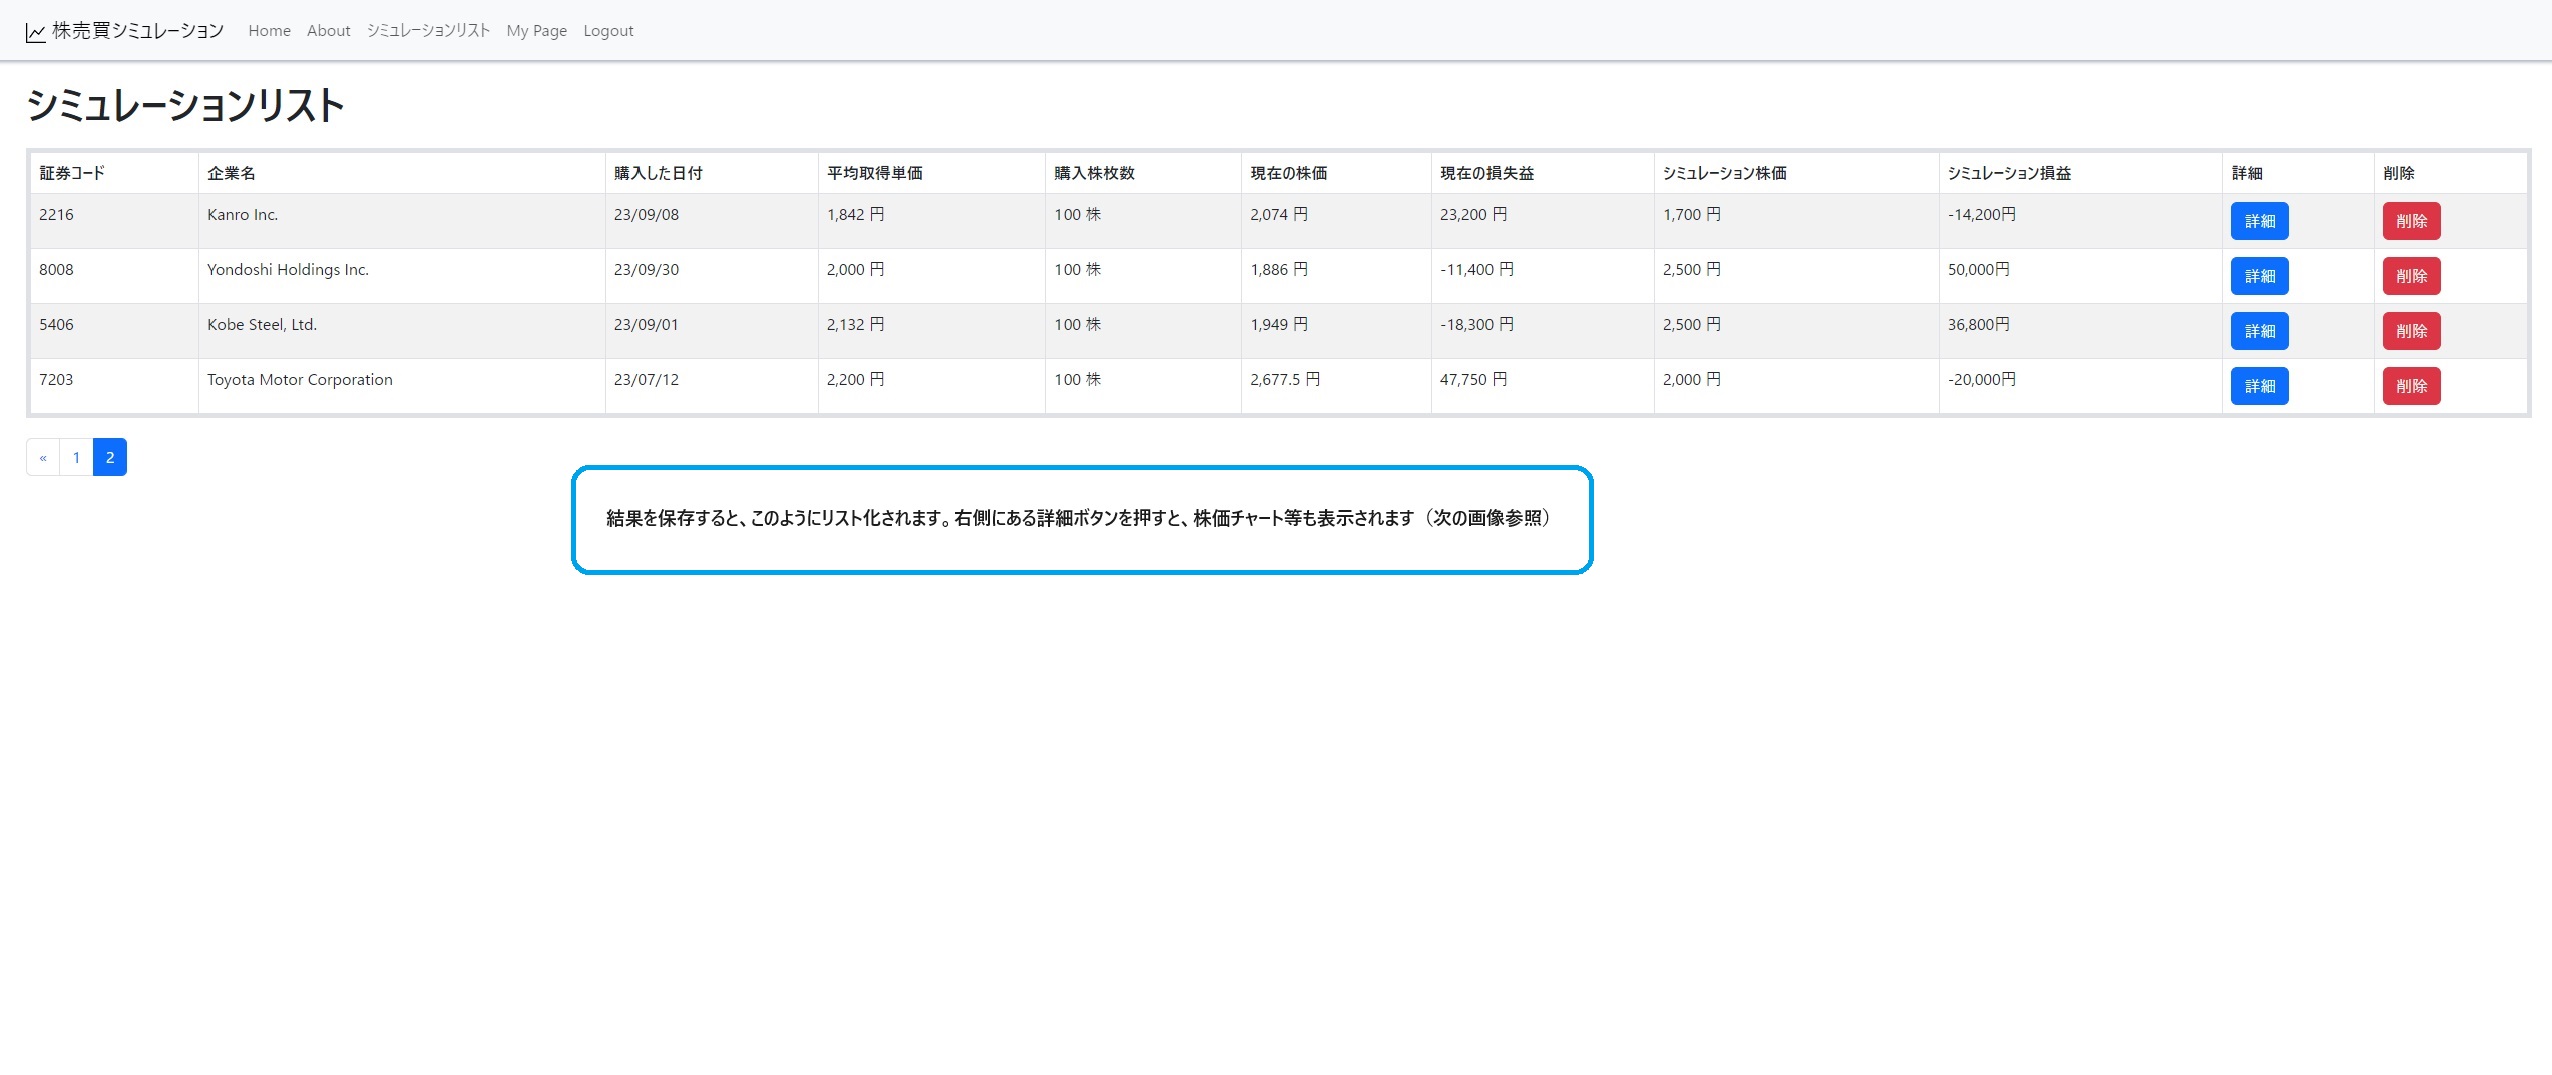 株売買シミュレーション Home About シミュレーションリスト My Page Logout
シミュレーションリスト
証券コード 企業名 購入した日付 平均取得単価 購入株枚数 現在の株価 現在の損失益 シミュレーション株価 シミュレーション損益 詳細 削除
2216 Kanro Inc. 23/09/08 1,842 円 100 株 2,074 円 23,200 円 1,700 円 -14,200円 詳細 削除
8008 Yondoshi Holdings Inc. 23/09/30 2,000 円 100 株 1,886 円 -11,400 円 2,500 円 50,000円 詳細 削除
5406 Kobe Steel, Ltd. 23/09/01 2,132 円 100 株 1,949 円 -18,300 円 2,500 円 36,800円 詳細 削除
7203 Toyota Motor Corporation 23/07/12 2,200 円 100 株 2,677.5 円 47,750 円 2,000 円 -20,000円 詳細 削除
« 1 2
結果を保存すると、このようにリスト化されます。右側にある詳細ボタンを押すと、株価チャート等も表示されます（次の画像参照）